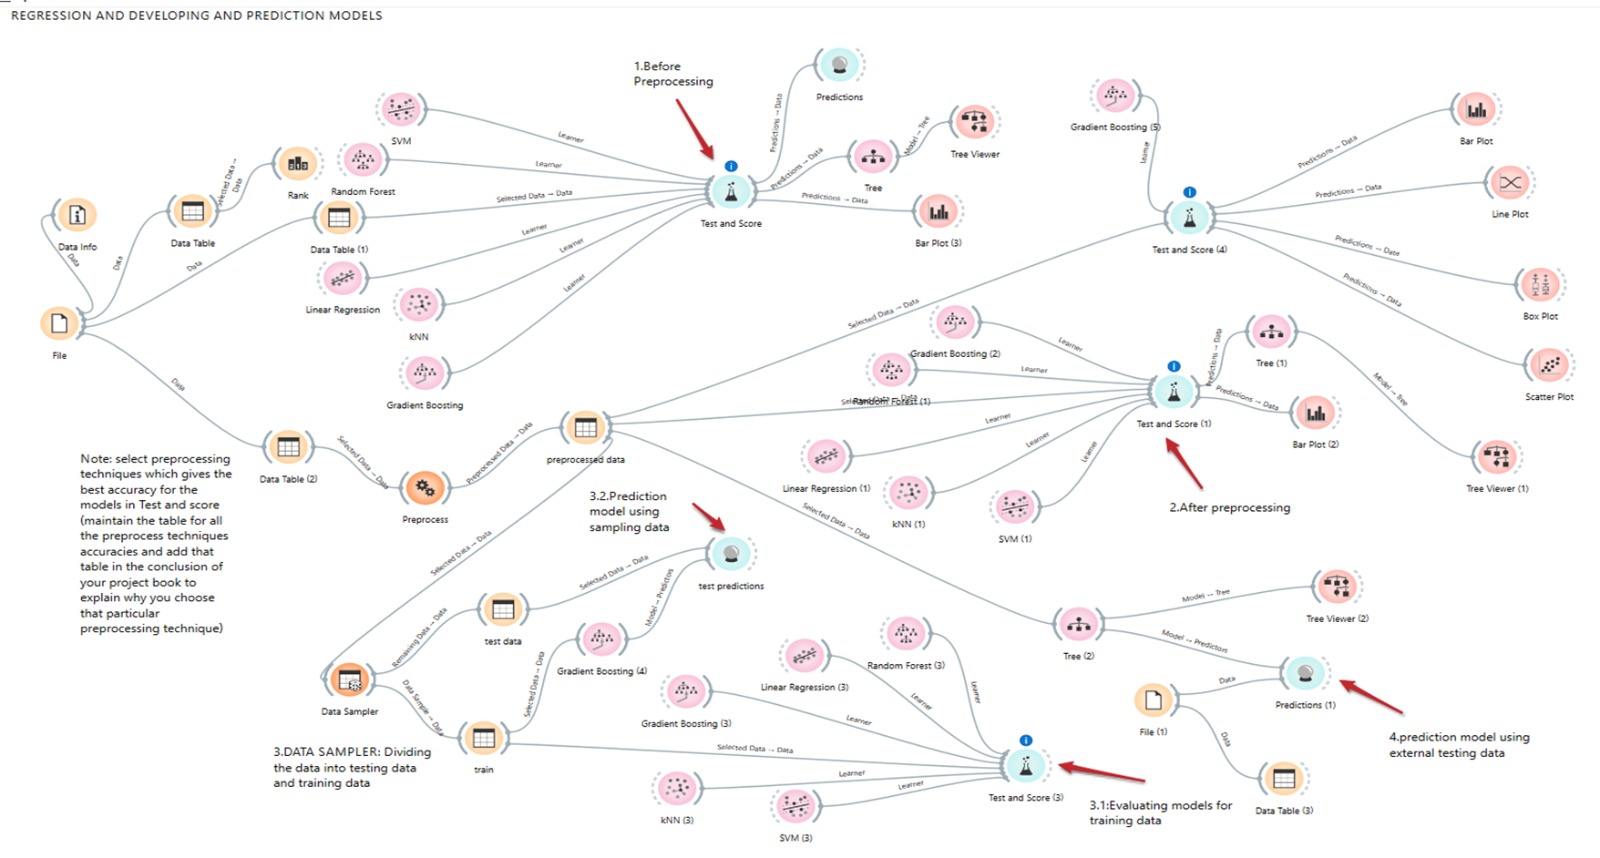 REGRESSION AND DEVELOPING AND PREDICTION MODELS
1.Before
Preprocessing
Predictions
Predictions → Data
SVM
Learner
Random Forest
Learner
Rank
Selected Data →
Data
Data Table
Data
Data Info
Data
File
Data
Data Table (1)
Selected Data → Data
Linear Regression
Learner
kNN
Learner
Gradient Boosting
Learner
Test and Score
Predictions → Data
Tree
Model → Tree
Tree Viewer
Predictions → Data
Bar Plot (3)
Gradient Boosting (5)
Learner
Test and Score (4)
Predictions → Data
Bar Plot
Predictions → Data
Line Plot
Predictions → Data
Box Plot
Predictions → Data
Scatter Plot
Selected Data → Data
Gradient Boosting (2)
Learner
Random Forest (1)
Learner
Selected Data → Data
Linear Regression (1)
Learner
kNN (1)
Learner
SVM (1)
Learner
Test and Score (1)
Predictions → Data
Tree (1)
Model → Tree
Predictions → Data
Bar Plot (2)
Tree Viewer (1)
2.After preprocessing
Data
Data Table (2)
Selected Data → Data
Preprocess
Preprocessed Data → Data
preprocessed data
Note: select preprocessing
techniques which gives the
best accuracy for the
models in Test and score
(maintain the table for all
the preprocess techniques
accuracies and add that
table in the conclusion of
your project book to
explain why you choose
that particular
preprocessing technique)
3.2.Prediction
model using
sampling data
Selected Data → Data
Selected Data → Data
test predictions
Selected Data → Data
Model → Predictors
Remaining Data → Data
test data
Gradient Boosting (4)
Selected Data → Data
Data Sampler
Data Sample → Data
train
3.DATA SAMPLER: Dividing
the data into testing data
and training data
Selected Data → Data
Random Forest (3)
Learner
Linear Regression (3)
Learner
Gradient Boosting (3)
Learner
kNN (3)
Learner
SVM (3)
Learner
Test and Score (3)
3.1:Evaluating models for
training data
Tree (2)
Model → Tree
Tree Viewer (2)
Model → Predictors
Predictions (1)
Data
File (1)
Data
Data Table (3)
4.prediction model using
external testing data